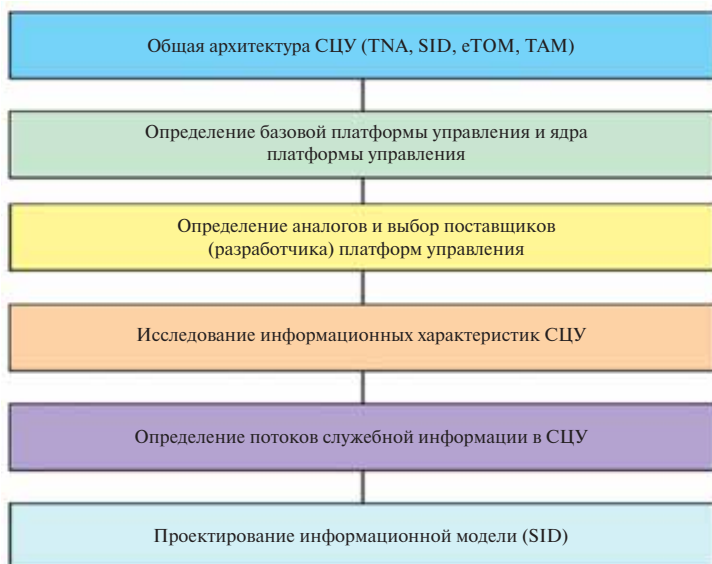 Общая архитектура СЦУ (TNA, SID, eTOM, TAM)
Определение базовой платформы управления и ядра
платформы управления
Определение аналогов и выбор поставщиков
(разработчика) платформ управления
Исследование информационных характеристик СЦУ
Определение потоков служебной информации в СЦУ
Проектирование информационной модели (SID)